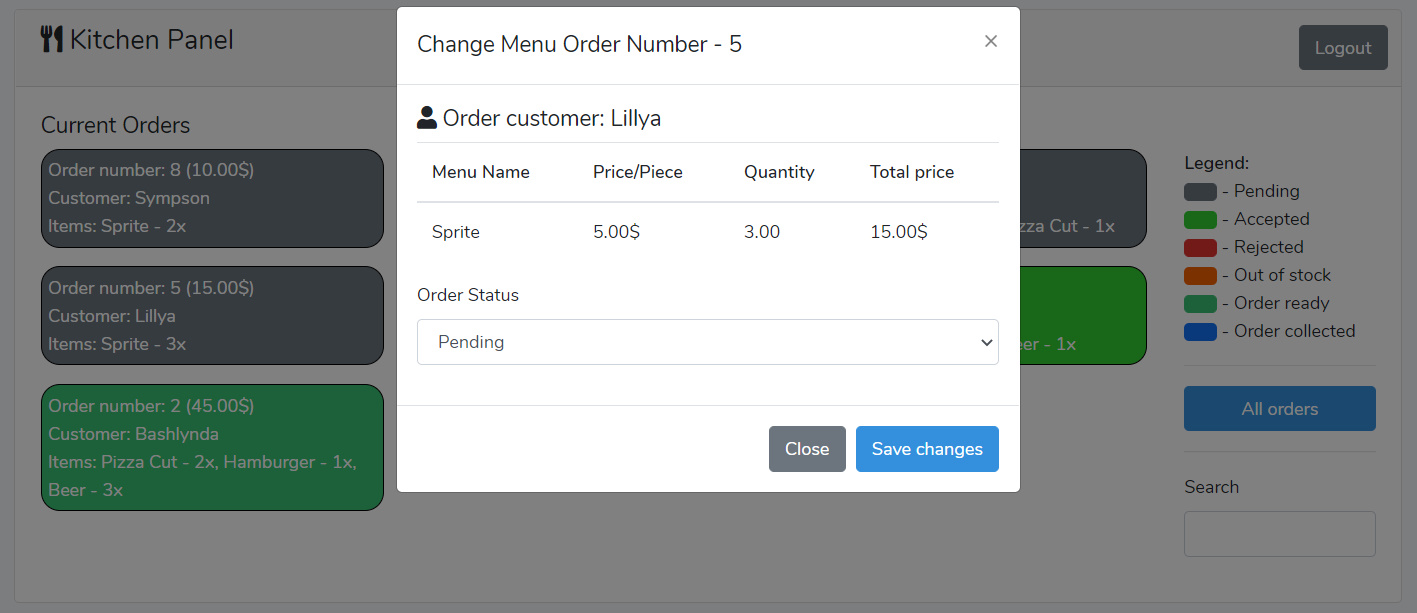 Kitchen Panel
Logout
Change Menu Order Number - 5
×
Order customer: Lillya
Menu Name Price/Piece Quantity Total price
Sprite 5.00$ 3.00 15.00$
Order Status
Pending
Close Save changes
Current Orders
Order number: 8 (10.00$)
Customer: Sympson
Items: Sprite - 2x
Order number: 5 (15.00$)
Customer: Lillya
Items: Sprite - 3x
Order number: 2 (45.00$)
Customer: Bashlynda
Items: Pizza Cut - 2x, Hamburger - 1x,
Beer - 3x
Cut - 1x
- 1x
Legend:
- Pending
- Accepted
- Rejected
- Out of stock
- Order ready
- Order collected
All orders
Search